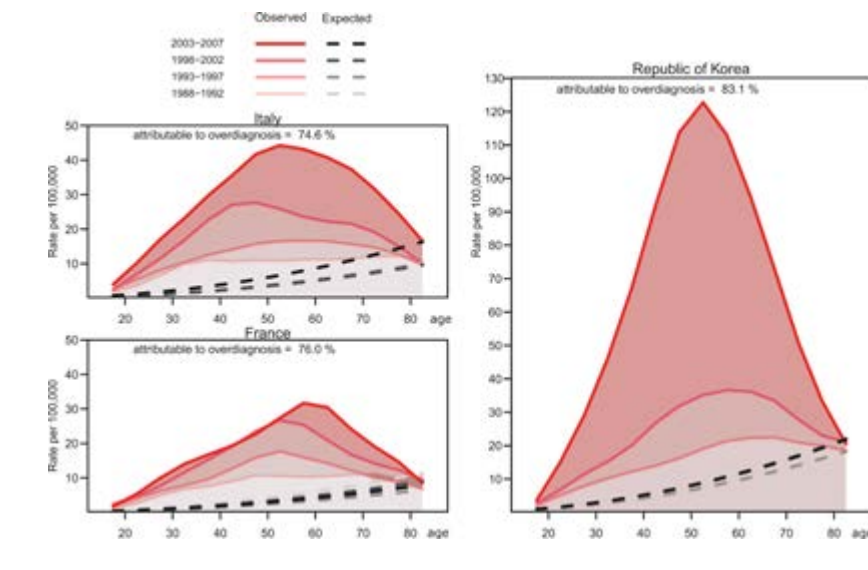 Observed Expected
2003-2007
1998-2002
1993-1997
1988-1992
Italy
attributable to overdiagnosis = 74.6 %
50
40
30
20
10
Rate per 100,000
20 30 40 50 60 70 80 age
France
attributable to overdiagnosis = 76.0 %
50
40
30
20
10
Rate per 100,000
20 30 40 50 60 70 80 age
Republic of Korea
attributable to overdiagnosis = 83.1 %
130
120
110
100
90
80
70
60
50
40
30
20
10
Rate per 100,000
20 30 40 50 60 70 80 age